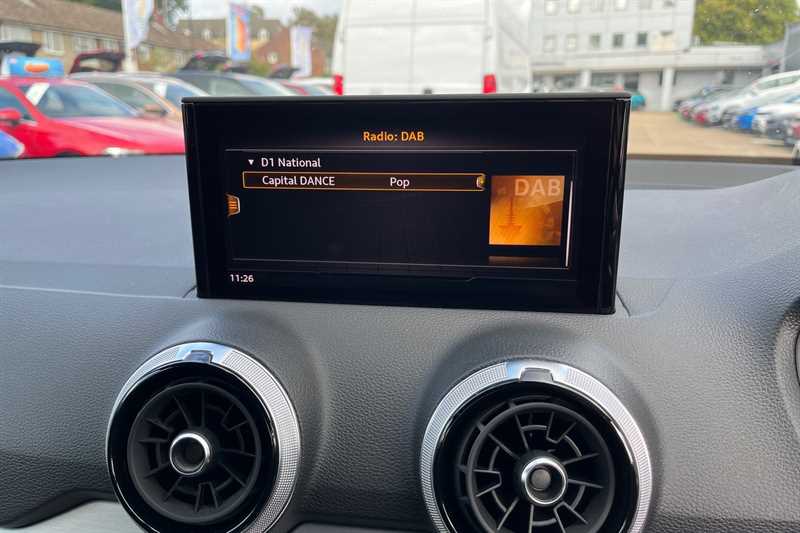 Radio: DAB
▼ D1 National
Capital DANCE Pop
DAB
11:26